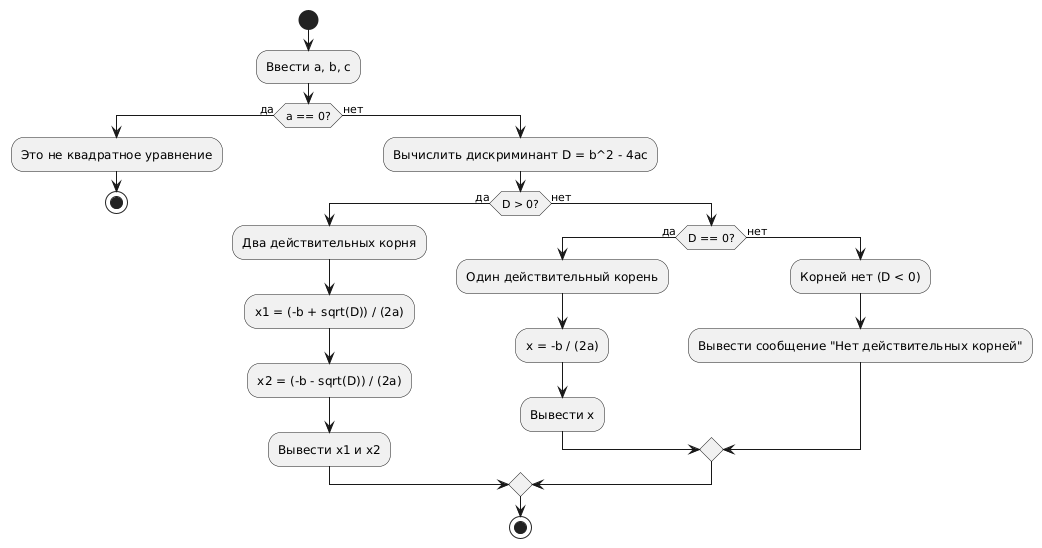 Ввести a, b, c
да
a == 0?
нет
Это не квадратное уравнение
Вычислить дискриминант D = b^2 - 4ac
да
D > 0?
нет
Два действительных корня
x1 = (-b + sqrt(D)) / (2a)
x2 = (-b - sqrt(D)) / (2a)
Вывести x1 и x2
да
D == 0?
нет
Один действительный корень
x = -b / (2a)
Вывести x
Корней нет (D < 0)
Вывести сообщение "Нет действительных корней"